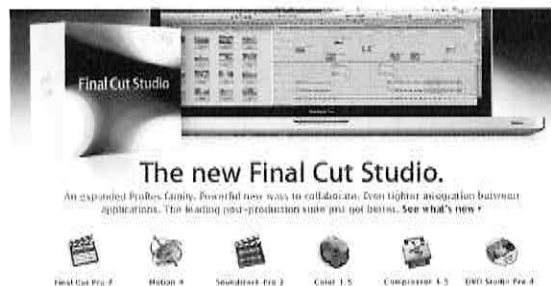 Final Cut Studio
The new Final Cut Studio.
An expanded ProRes family. Powerful new ways to collaborate. Even tighter integration between
applications. The leading post-production suite just got better. See what's new ▸
Final Cut Pro 7
Motion 4
Soundtrack Pro 3
Color 1.5
Compressor 3.5
DVD Studio Pro 4